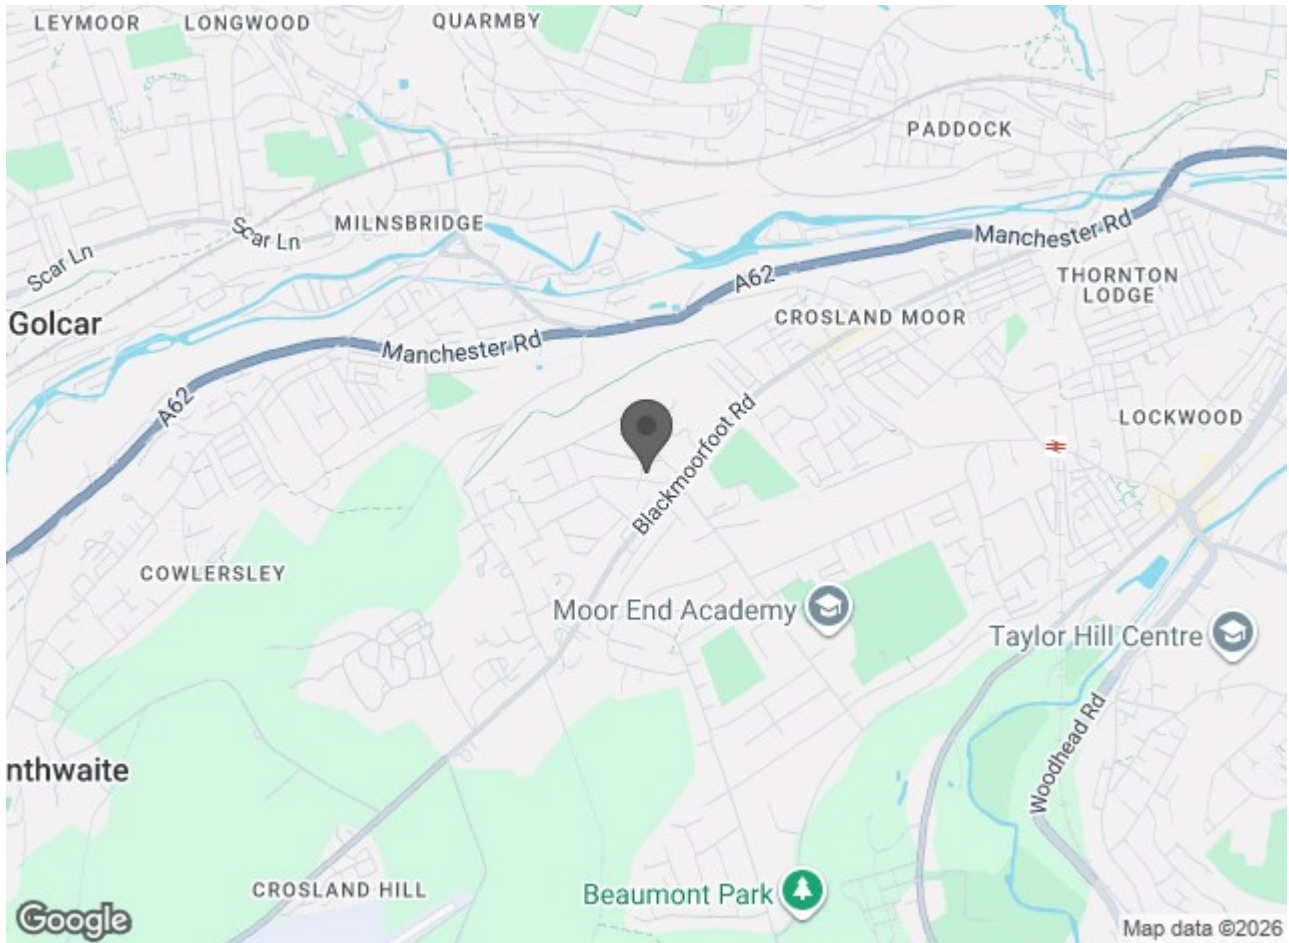 LEYMOOR
LONGWOOD
QUARMBY
PADDOCK
MILNSBRIDGE
Scar Ln
Scar Ln
Manchester Rd
THORNTON
LODGE
A62
Golcar
CROSLAND MOOR
Manchester Rd
A62
Blackmoorfoot Rd
LOCKWOOD
COWLERSLEY
Moor End Academy
Taylor Hill Centre
Woodhead Rd
nthwaite
CROSLAND HILL
Beaumont Park
Google
Map data ©2026